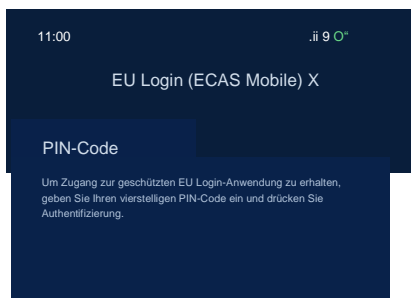 11:00 .ii 9 O“
EU Login (ECAS Mobile) X
PIN-Code
Um Zugang zur geschützten EU Login-Anwendung zu erhalten,
geben Sie Ihren vierstelligen PIN-Code ein und drücken Sie
Authentifizierung.